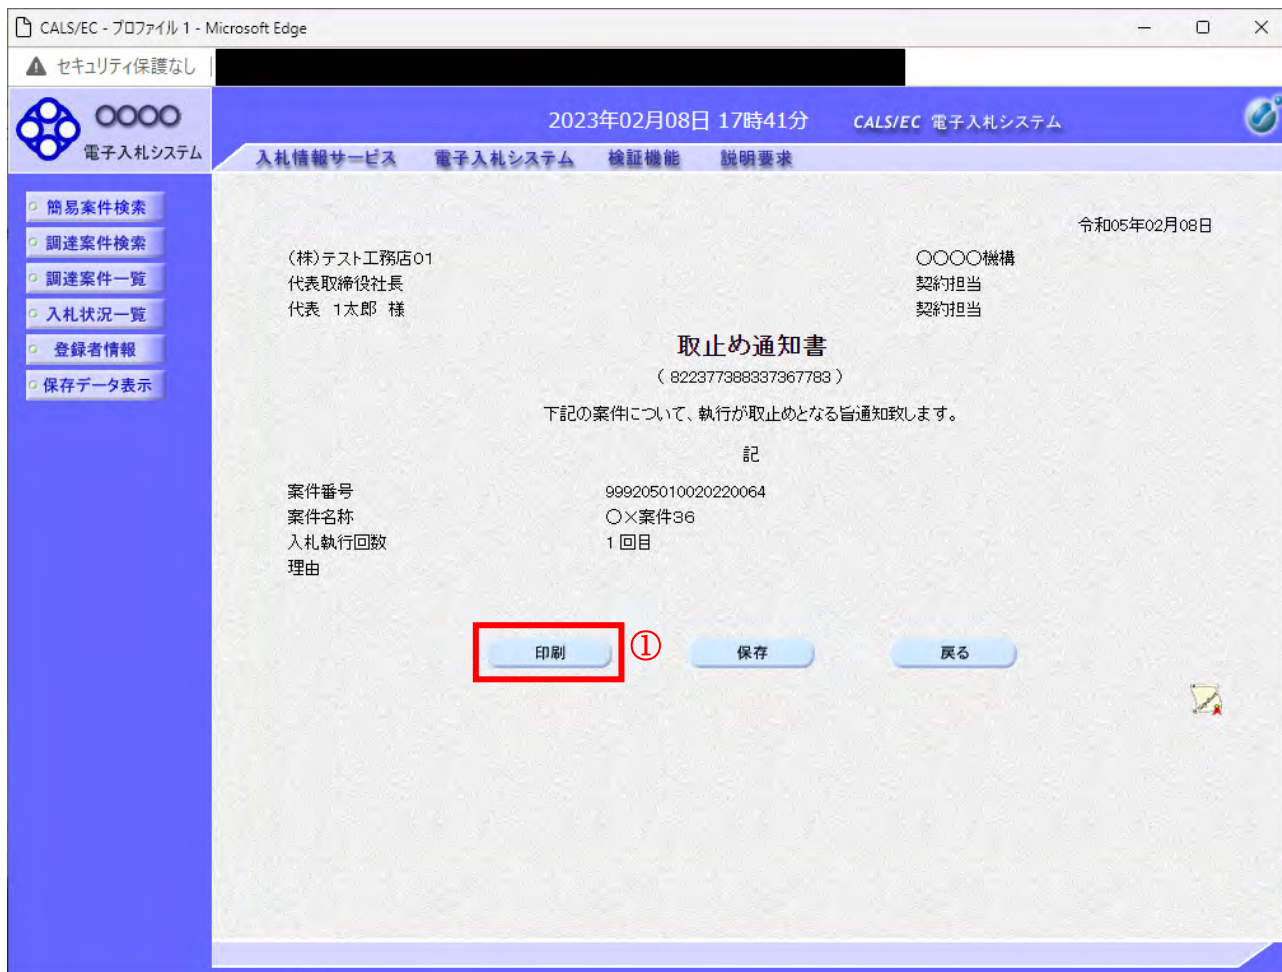 CALS/EC - プロファイル 1 - Microsoft Edge
セキュリティ保護なし
○○○○
電子入札システム
2023年02月08日 17時41分 CALS/EC 電子入札システム
入札情報サービス 電子入札システム 検証機能 説明要求
簡易案件検索
調達案件検索
調達案件一覧
入札状況一覧
登録者情報
保存データ表示
令和05年02月08日
(株)テスト工務店01 ○○○○機構
代表取締役社長 契約担当
代表 1太郎 様 契約担当
取止め通知書
(822377388337367783)
下記の案件について、執行が取止めとなる旨通知致します。
記
案件番号 999205010020220064
案件名称 ○×案件36
入札執行回数 1回目
理由
印刷 ① 保存 戻る